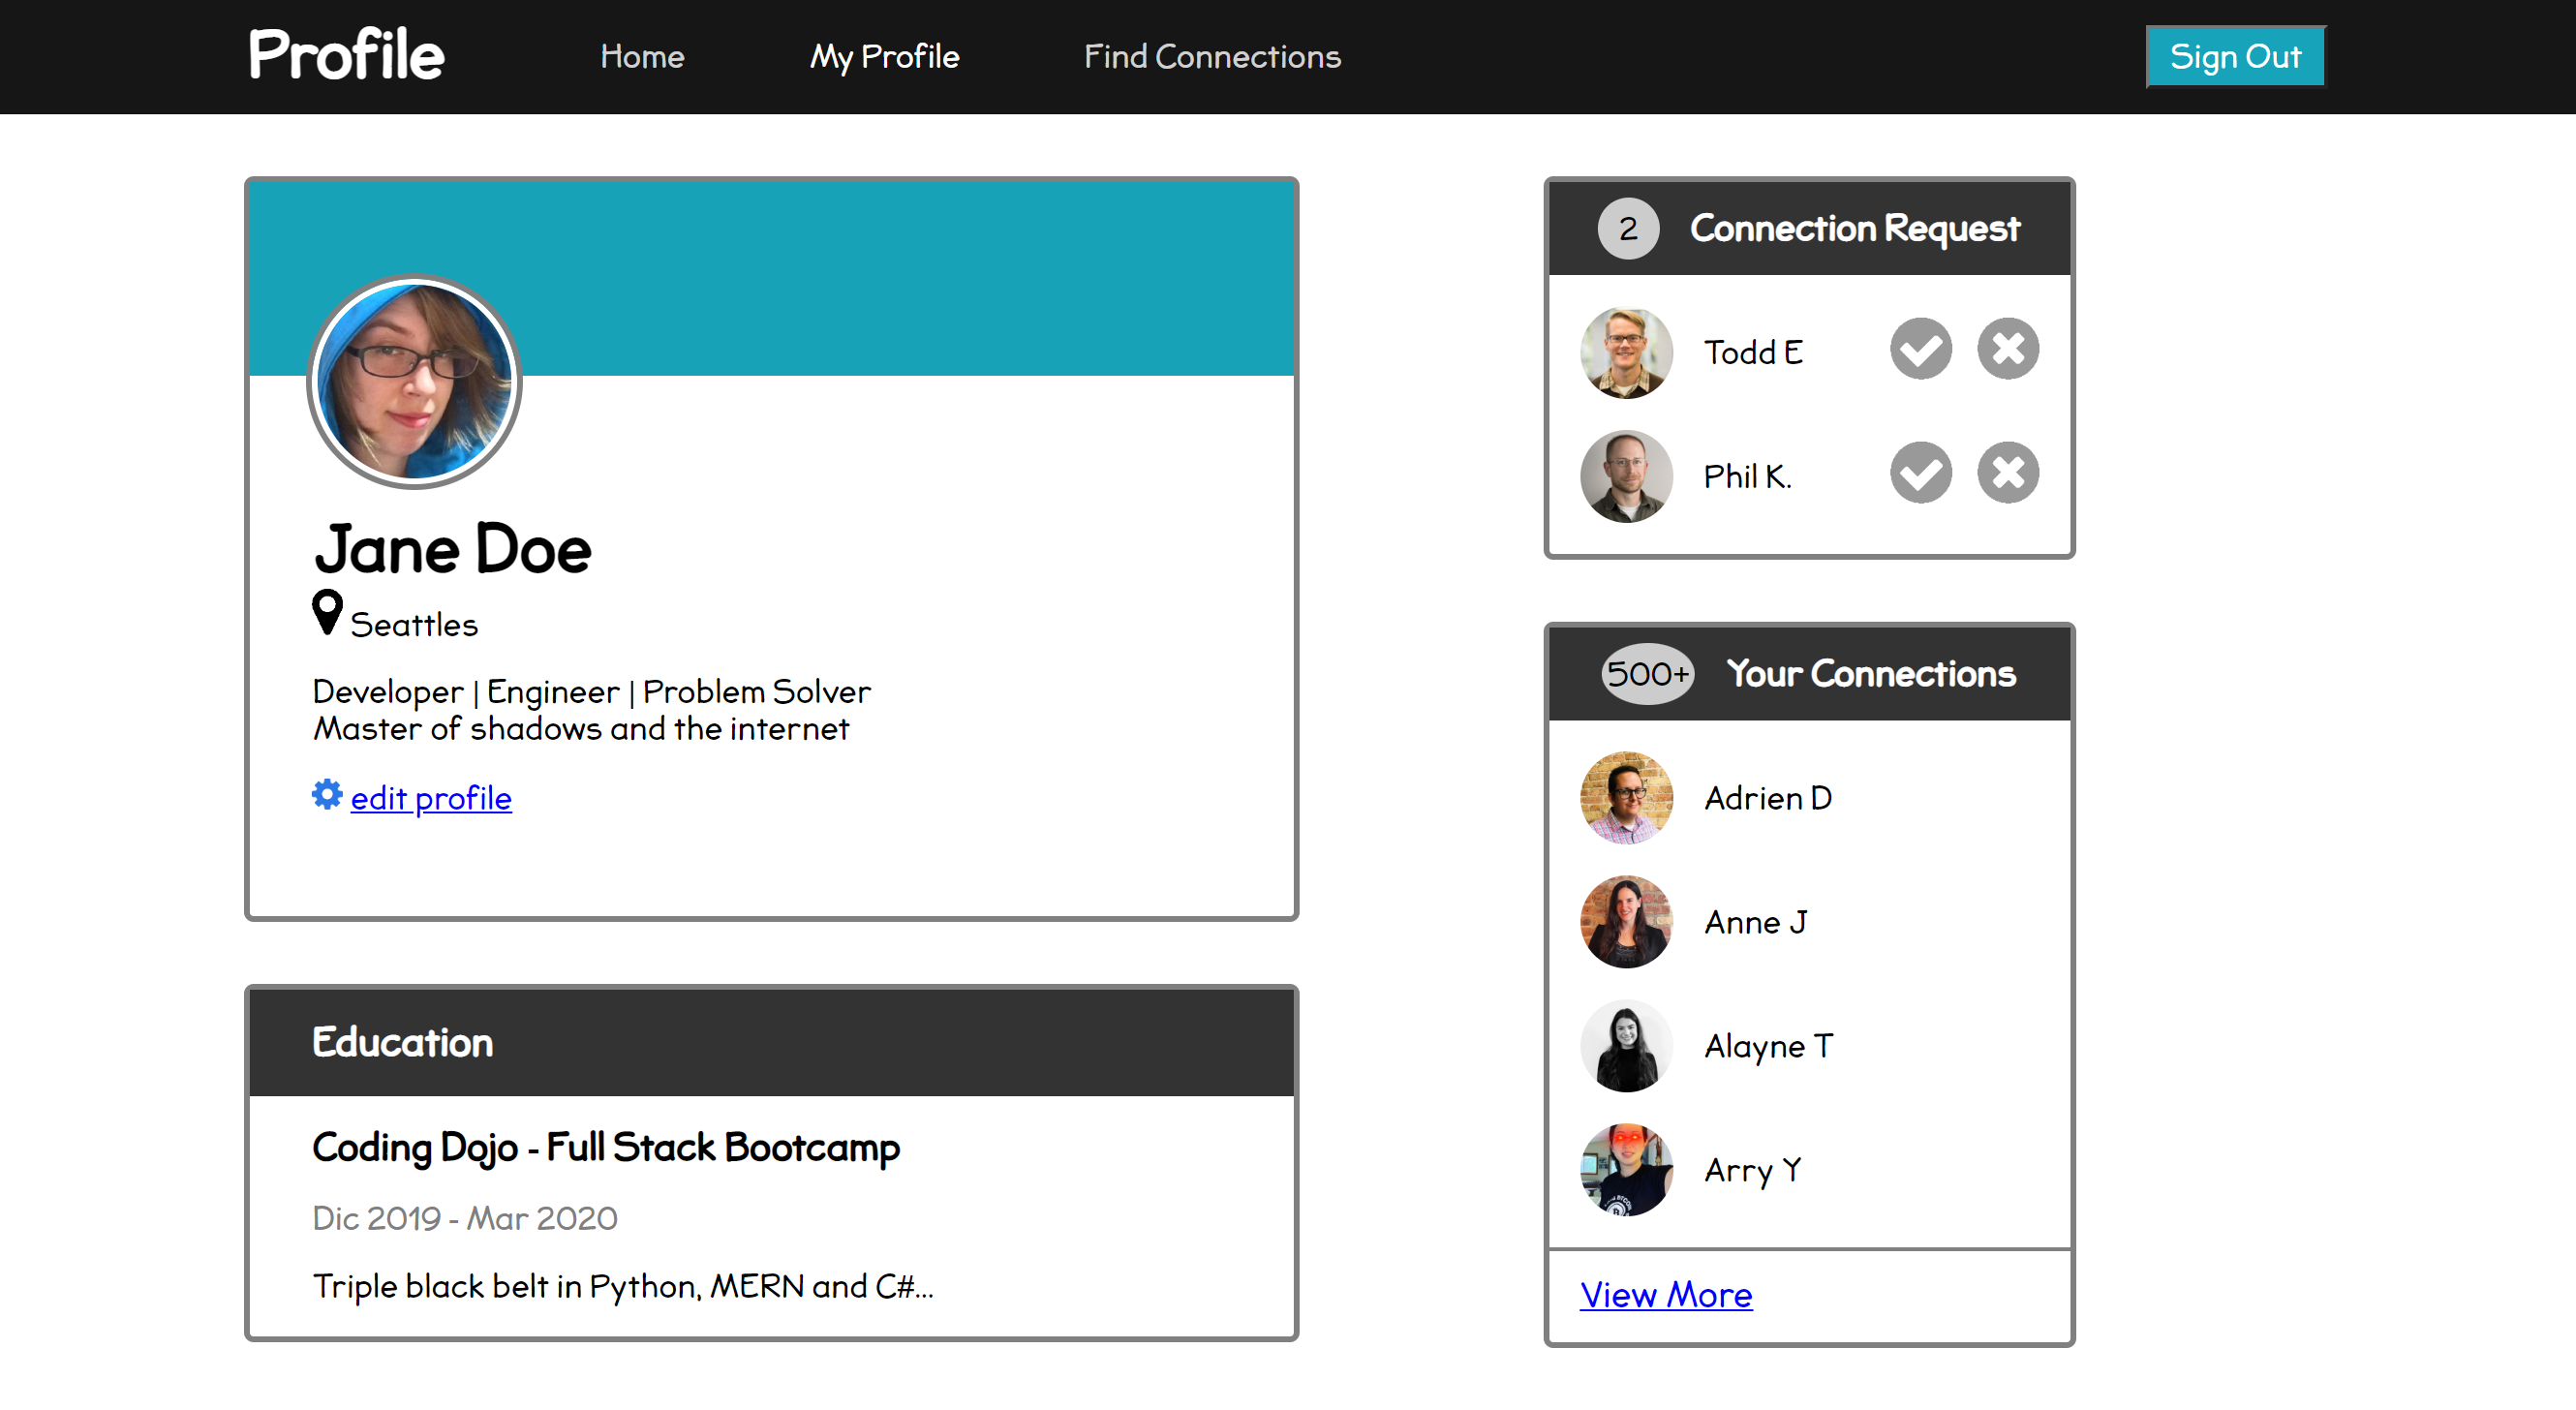 Profile
Home
My Profile
Find Connections
Sign Out
Jane Doe
Seattles
Developer | Engineer | Problem Solver
Master of shadows and the internet
edit profile
Education
Coding Dojo - Full Stack Bootcamp
Dic 2019 - Mar 2020
Triple black belt in Python, MERN and C#...
2 Connection Request
Todd E
Phil K.
500+ Your Connections
Adrien D
Anne J
Alayne T
Arry Y
View More